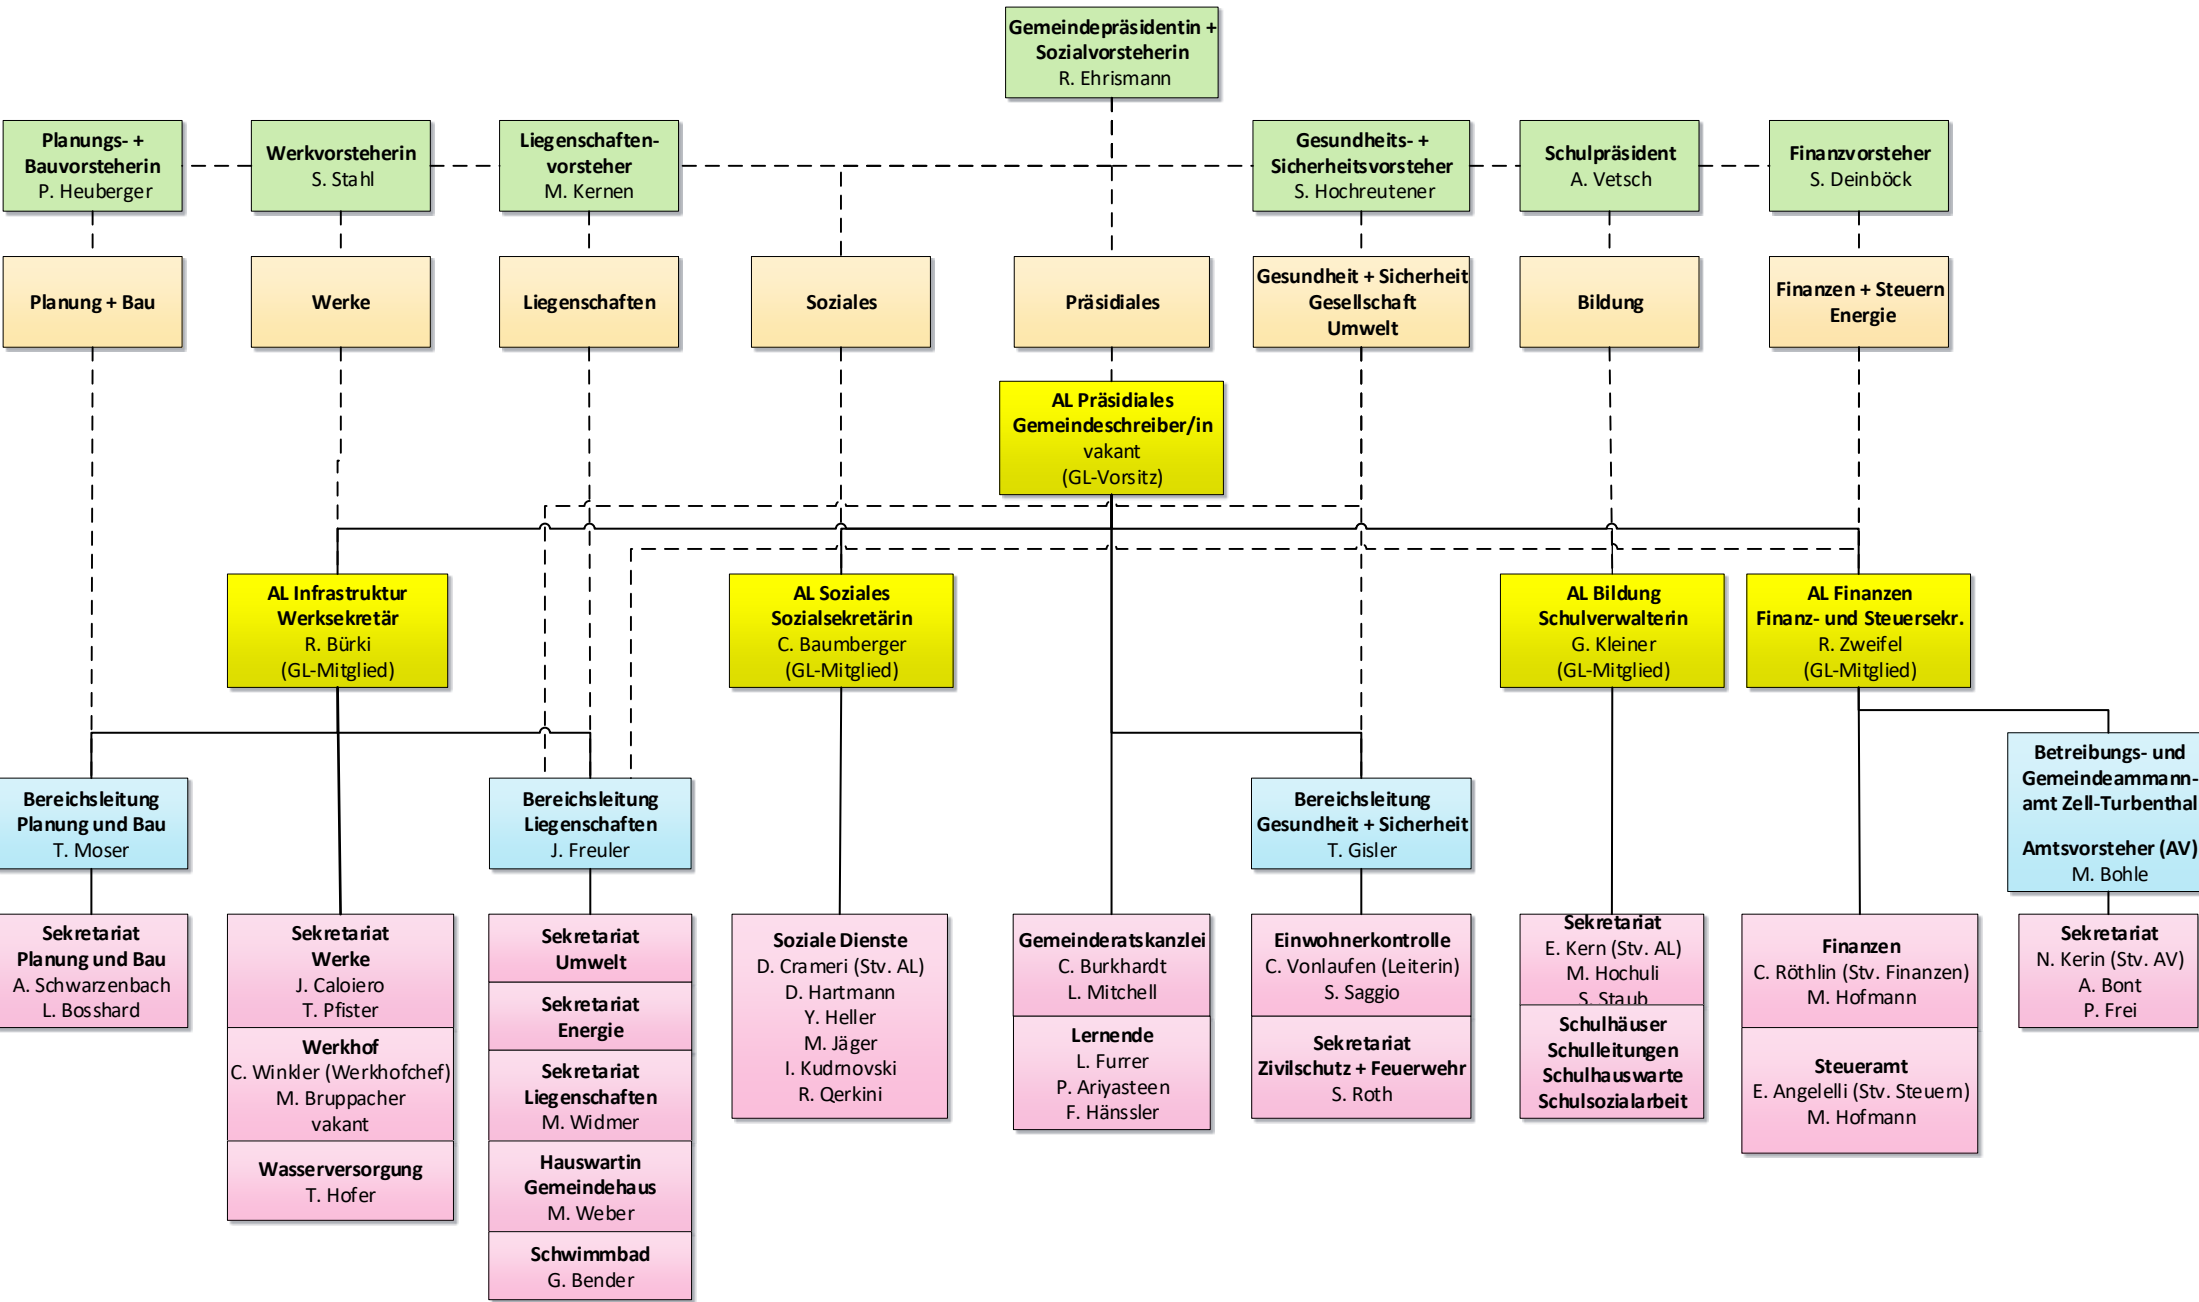 Gemeindepräsidentin +
Sozialvorsteherin
R. Ehrismann
Planungs- +
Bauvorsteherin
P. Heuberger
Werkvorsteherin
S. Stahl
Liegenschaften-
vorsteher
M. Kernen
Gesundheits- +
Sicherheitsvorsteher
S. Hochreutener
Schulpräsident
A. Vetsch
Finanzvorsteher
S. Deinböck
Planung + Bau
Werke
Liegenschaften
Soziales
Präsidiales
Gesundheit + Sicherheit
Gesellschaft
Umwelt
Bildung
Finanzen + Steuern
Energie
AL Präsidiales
Gemeindeschreiber/in
vakant
(GL-Vorsitz)
AL Infrastruktur
Werksekretär
R. Bürki
(GL-Mitglied)
AL Soziales
Sozialsekretärin
C. Baumberger
(GL-Mitglied)
AL Bildung
Schulverwalterin
G. Kleiner
(GL-Mitglied)
AL Finanzen
Finanz- und Steuersekr.
R. Zweifel
(GL-Mitglied)
Bereichsleitung
Planung und Bau
T. Moser
Bereichsleitung
Liegenschaften
J. Freuler
Bereichsleitung
Gesundheit + Sicherheit
T. Gisler
Betreibungs- und
Gemeindeammann-
amt Zell-Turbenthal
Amtsvorsteher (AV)
M. Bohle
Sekretariat
Planung und Bau
A. Schwarzenbach
L. Bosshard
Sekretariat
Werke
J. Caloiero
T. Pfister
Werkhof
C. Winkler (Werkhofchef)
M. Bruppacher
vakant
Wasserversorgung
T. Hofer
Sekretariat
Umwelt
Sekretariat
Energie
Sekretariat
Liegenschaften
M. Widmer
Hauswartin
Gemeindehaus
M. Weber
Schwimmbad
G. Bender
Soziale Dienste
D. Crameri (Stv. AL)
D. Hartmann
Y. Heller
M. Jäger
I. Kudrnovski
R. Qerkini
Gemeinderatskanzlei
C. Burkhardt
L. Mitchell
Lernende
L. Furrer
P. Ariyasteen
F. Hänssler
Einwohnerkontrolle
C. Vonlaufen (Leiterin)
S. Saggio
Sekretariat
Zivilschutz + Feuerwehr
S. Roth
Sekretariat
E. Kern (Stv. AL)
M. Hochuli
S. Staub
Schulhäuser
Schulleitungen
Schulhauswarte
Schulsozialarbeit
Finanzen
C. Röthlin (Stv. Finanzen)
M. Hofmann
Steueramt
E. Angelelli (Stv. Steuern)
M. Hofmann
Sekretariat
N. Kerin (Stv. AV)
A. Bont
P. Frei